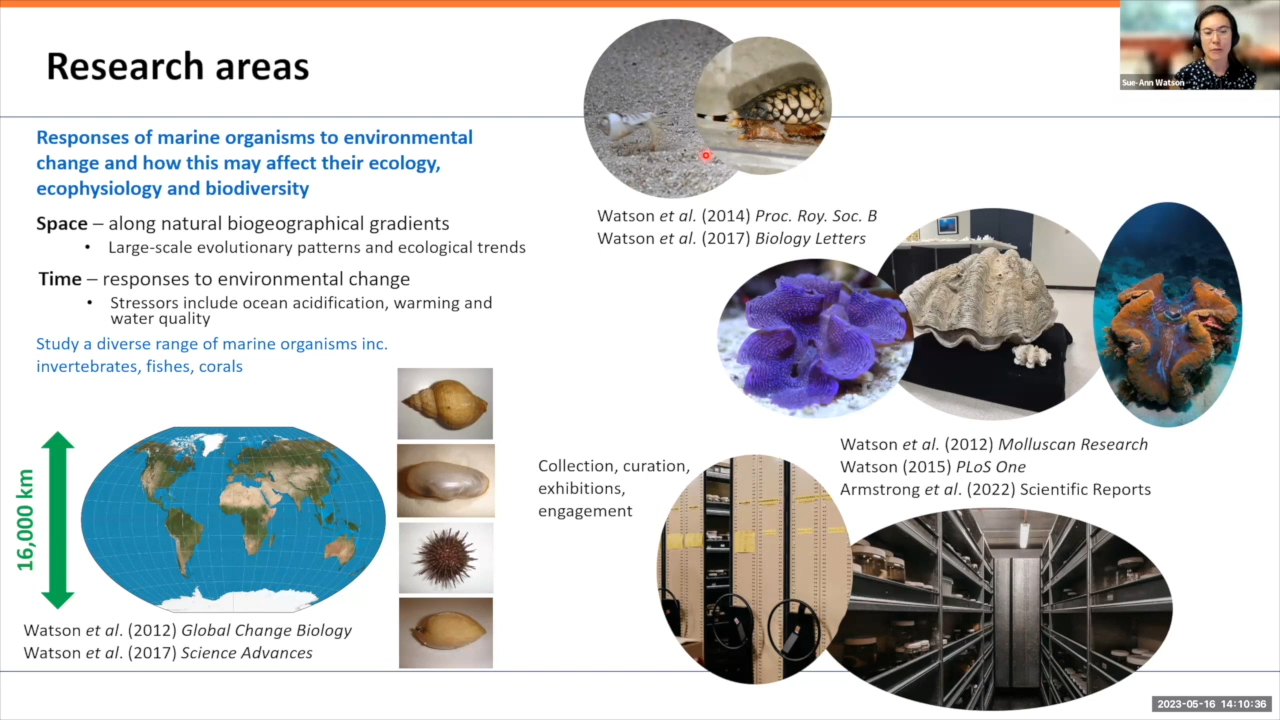 Research areas
Sue-Ann Watson
Responses of marine organisms to environmental
change and how this may affect their ecology,
ecophysiology and biodiversity
Space – along natural biogeographical gradients
• Large-scale evolutionary patterns and ecological trends
Time – responses to environmental change
• Stressors include ocean acidification, warming and
water quality
Study a diverse range of marine organisms inc.
invertebrates, fishes, corals
16,000 km
Watson et al. (2012) Global Change Biology
Watson et al. (2017) Science Advances
Watson et al. (2014) Proc. Roy. Soc. B
Watson et al. (2017) Biology Letters
Watson et al. (2012) Molluscan Research
Watson (2015) PLoS One
Armstrong et al. (2022) Scientific Reports
Collection, curation,
exhibitions,
engagement
2023-05-16 14:10:36